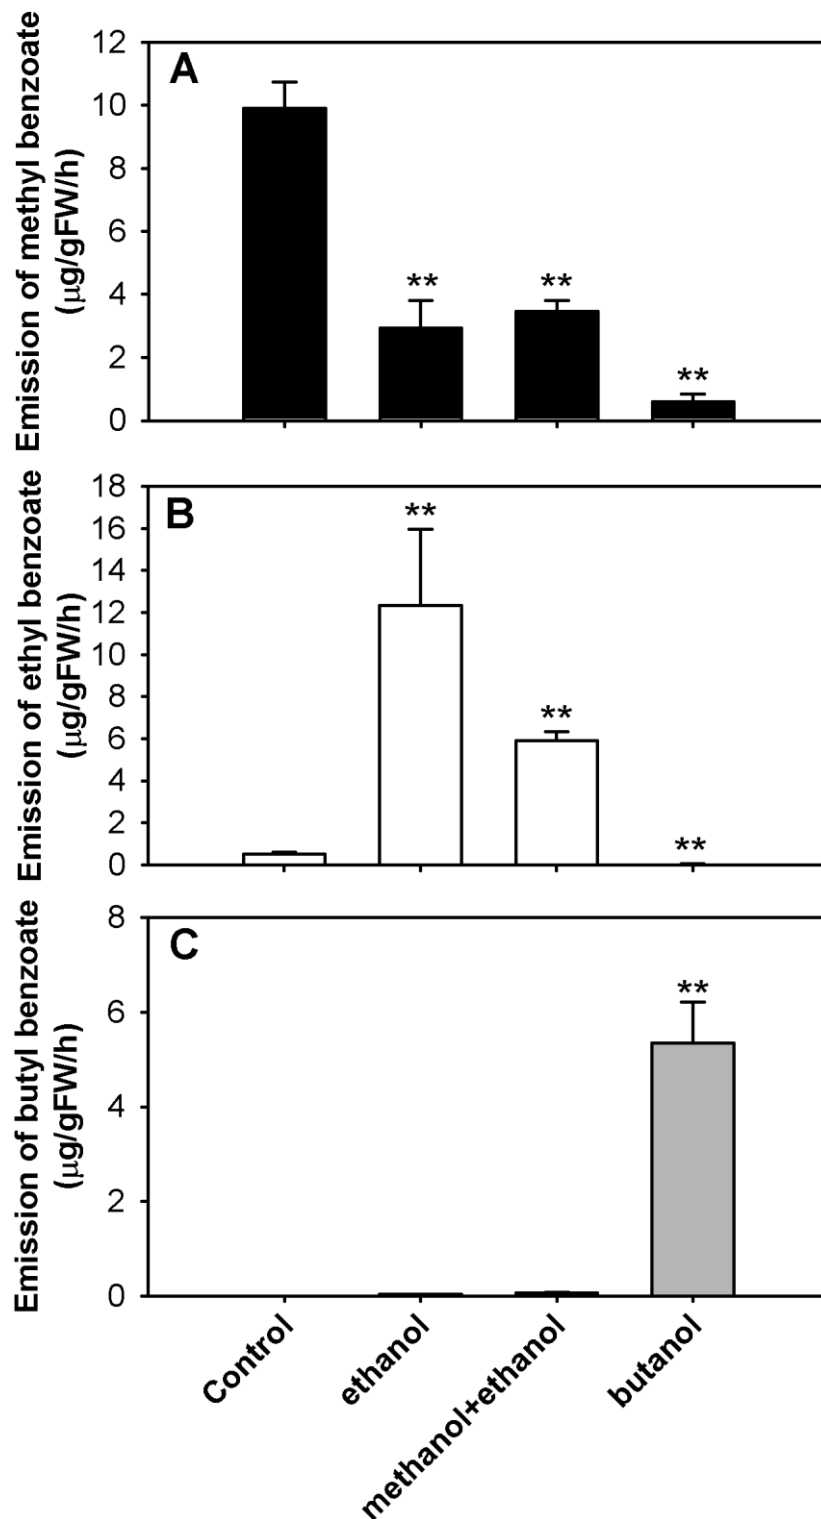 Emission of methyl benzoate
(µg/gFW/h)
A
12
10
8
6
4
2
0
**
**
**
Emission of ethyl benzoate
(µg/gFW/h)
B
18
16
14
12
10
8
6
4
2
0
**
**
**
Emission of butyl benzoate
(µg/gFW/h)
C
8
6
4
2
0
**
Control
ethanol
methanol+ethanol
butanol